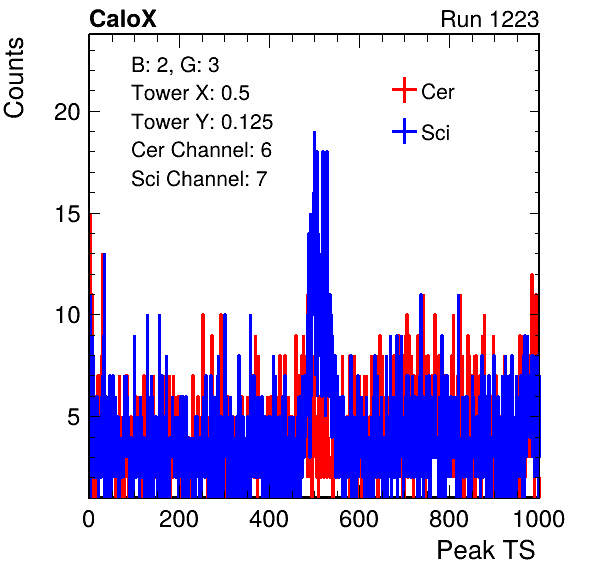 CaloX Run 1223
Counts
B: 2, G: 3
Tower X: 0.5
Tower Y: 0.125
Cer Channel: 6
Sci Channel: 7
Cer
Sci
20
15
10
5
0 200 400 600 800 1000
Peak TS